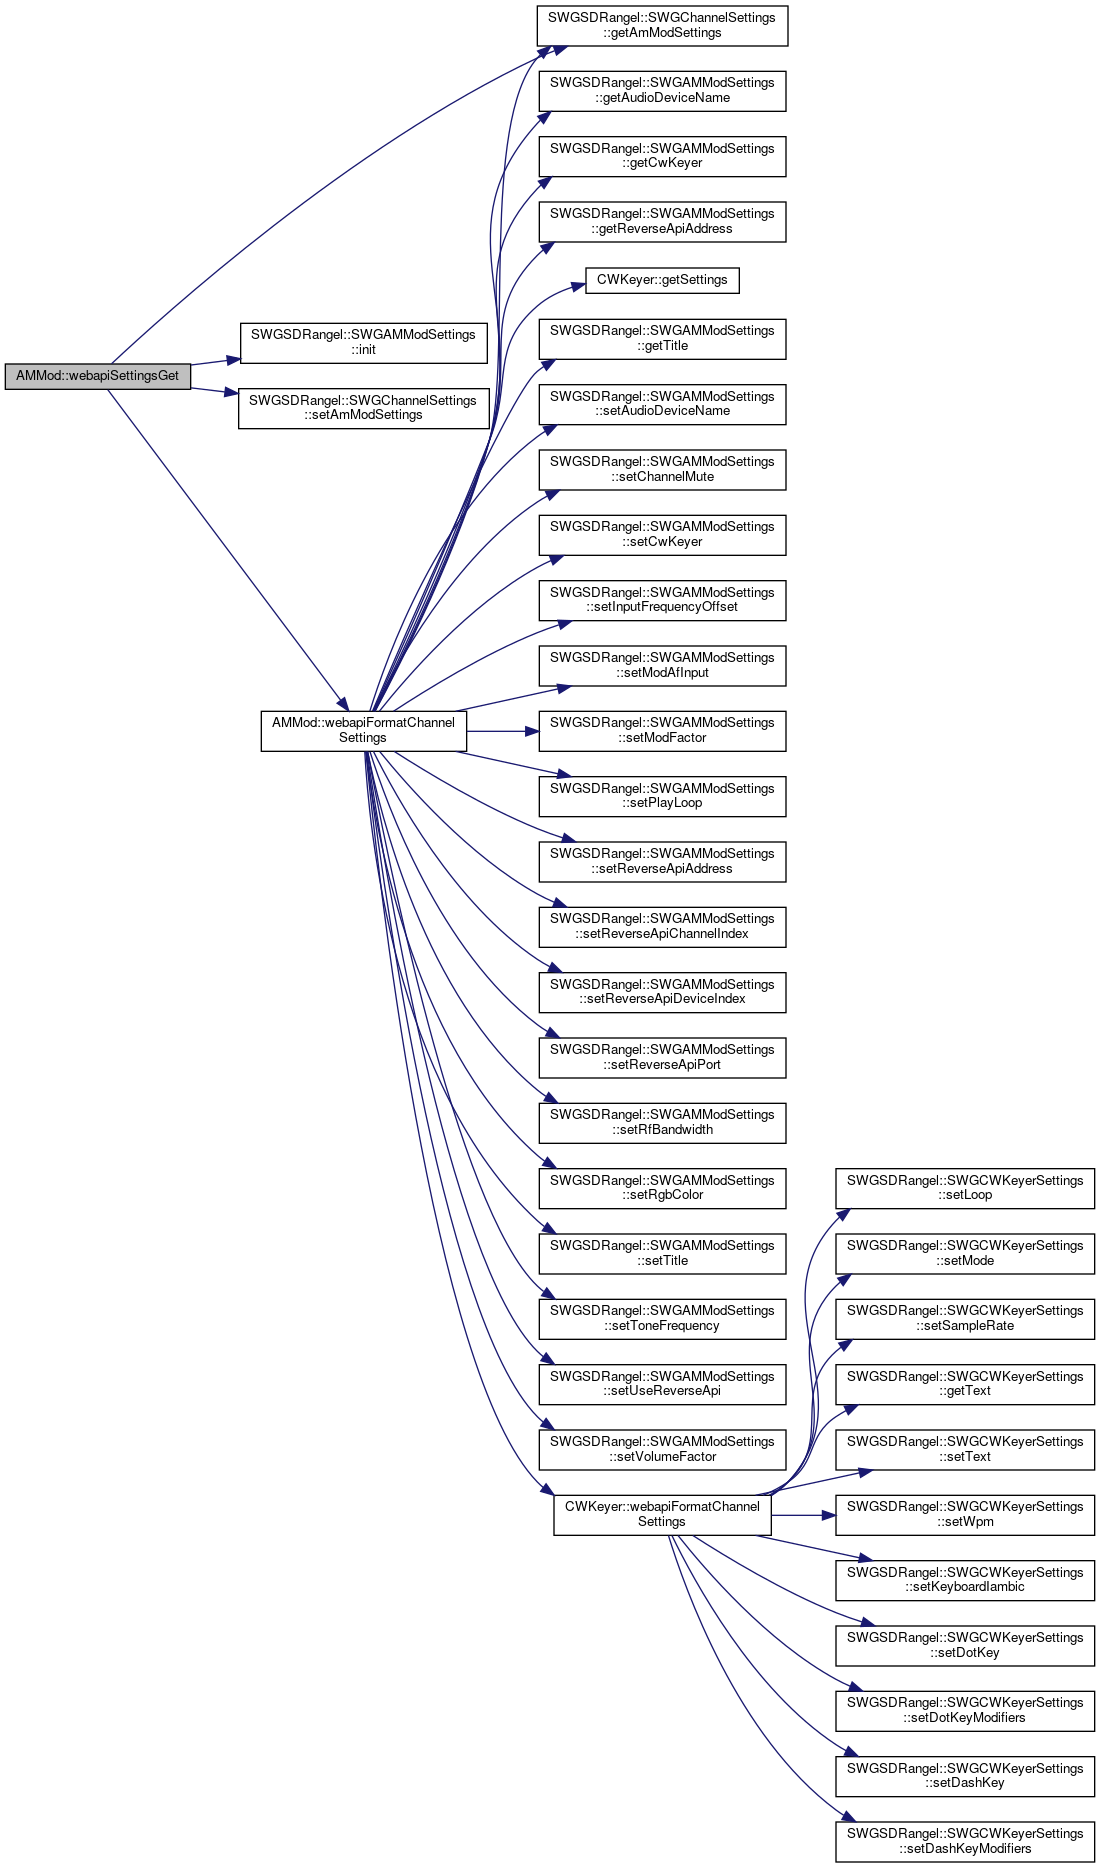 AMMod::webapiSettingsGet
SWGSDRangel::SWGAMModSettings
::init
SWGSDRangel::SWGChannelSettings
::setAmModSettings
AMMod::webapiFormatChannel
Settings
SWGSDRangel::SWGChannelSettings
::getAmModSettings
SWGSDRangel::SWGAMModSettings
::getAudioDeviceName
SWGSDRangel::SWGAMModSettings
::getCwKeyer
SWGSDRangel::SWGAMModSettings
::getReverseApiAddress
CWKeyer::getSettings
SWGSDRangel::SWGAMModSettings
::getTitle
SWGSDRangel::SWGAMModSettings
::setAudioDeviceName
SWGSDRangel::SWGAMModSettings
::setChannelMute
SWGSDRangel::SWGAMModSettings
::setCwKeyer
SWGSDRangel::SWGAMModSettings
::setInputFrequencyOffset
SWGSDRangel::SWGAMModSettings
::setModAfInput
SWGSDRangel::SWGAMModSettings
::setModFactor
SWGSDRangel::SWGAMModSettings
::setPlayLoop
SWGSDRangel::SWGAMModSettings
::setReverseApiAddress
SWGSDRangel::SWGAMModSettings
::setReverseApiChannelIndex
SWGSDRangel::SWGAMModSettings
::setReverseApiDeviceIndex
SWGSDRangel::SWGAMModSettings
::setReverseApiPort
SWGSDRangel::SWGAMModSettings
::setRfBandwidth
SWGSDRangel::SWGAMModSettings
::setRgbColor
SWGSDRangel::SWGAMModSettings
::setTitle
SWGSDRangel::SWGAMModSettings
::setToneFrequency
SWGSDRangel::SWGAMModSettings
::setUseReverseApi
SWGSDRangel::SWGAMModSettings
::setVolumeFactor
CWKeyer::webapiFormatChannel
Settings
SWGSDRangel::SWGCWKeyerSettings
::setLoop
SWGSDRangel::SWGCWKeyerSettings
::setMode
SWGSDRangel::SWGCWKeyerSettings
::setSampleRate
SWGSDRangel::SWGCWKeyerSettings
::getText
SWGSDRangel::SWGCWKeyerSettings
::setText
SWGSDRangel::SWGCWKeyerSettings
::setWpm
SWGSDRangel::SWGCWKeyerSettings
::setKeyboardIambic
SWGSDRangel::SWGCWKeyerSettings
::setDotKey
SWGSDRangel::SWGCWKeyerSettings
::setDotKeyModifiers
SWGSDRangel::SWGCWKeyerSettings
::setDashKey
SWGSDRangel::SWGCWKeyerSettings
::setDashKeyModifiers